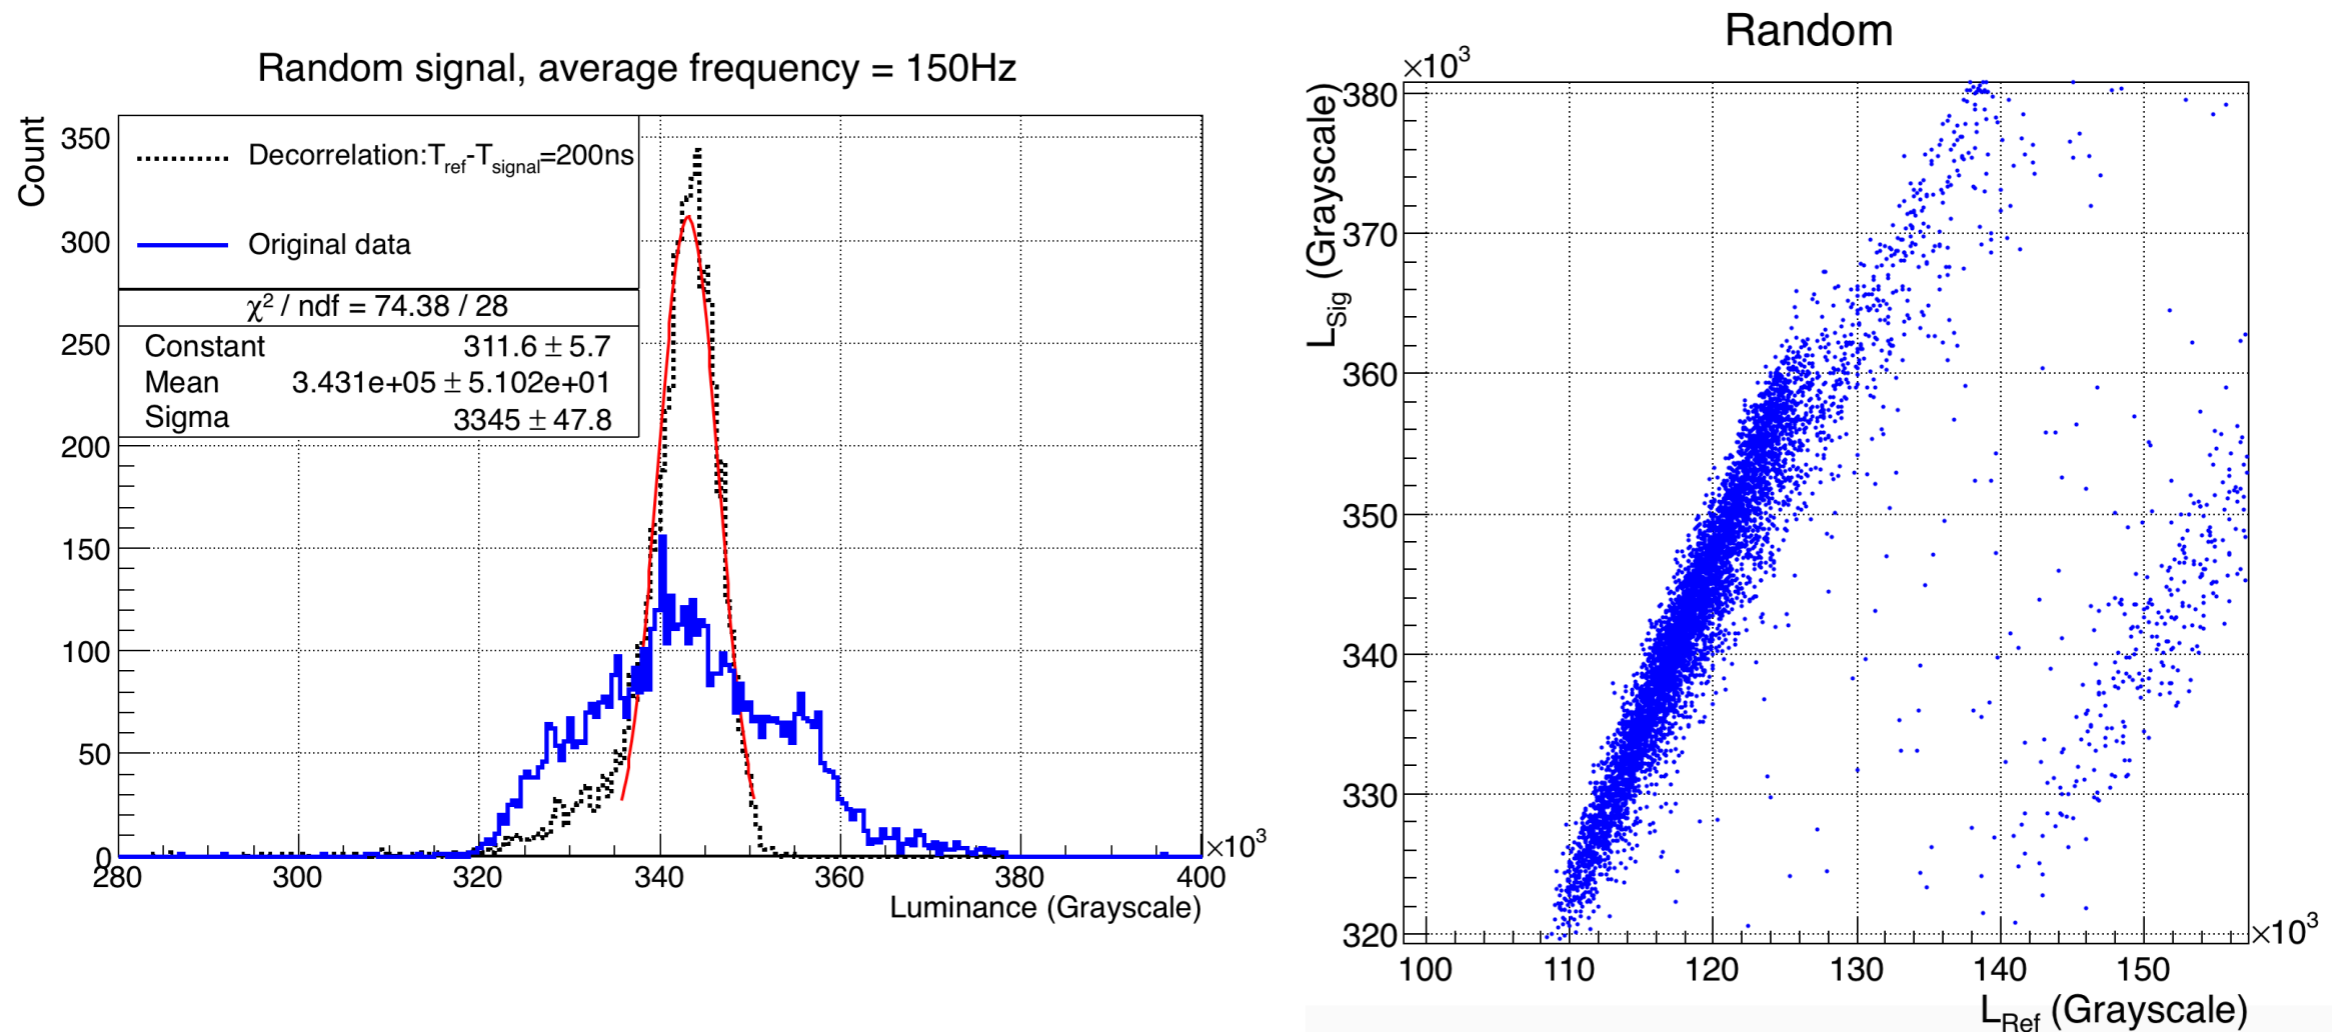 Random signal, average frequency = 150Hz
Count
350
300
250
200
150
100
50
0
Decorrelation:T_ref-T_signal=200ns
Original data
χ² / ndf = 74.38 / 28
Constant 311.6 ± 5.7
Mean 3.431e+05 ± 5.102e+01
Sigma 3345 ± 47.8
280 300 320 340 360 380 400
×10³
Luminance (Grayscale)
Random
×10³
L_Sig (Grayscale)
380
370
360
350
340
330
320
100 110 120 130 140 150
×10³
L_Ref (Grayscale)